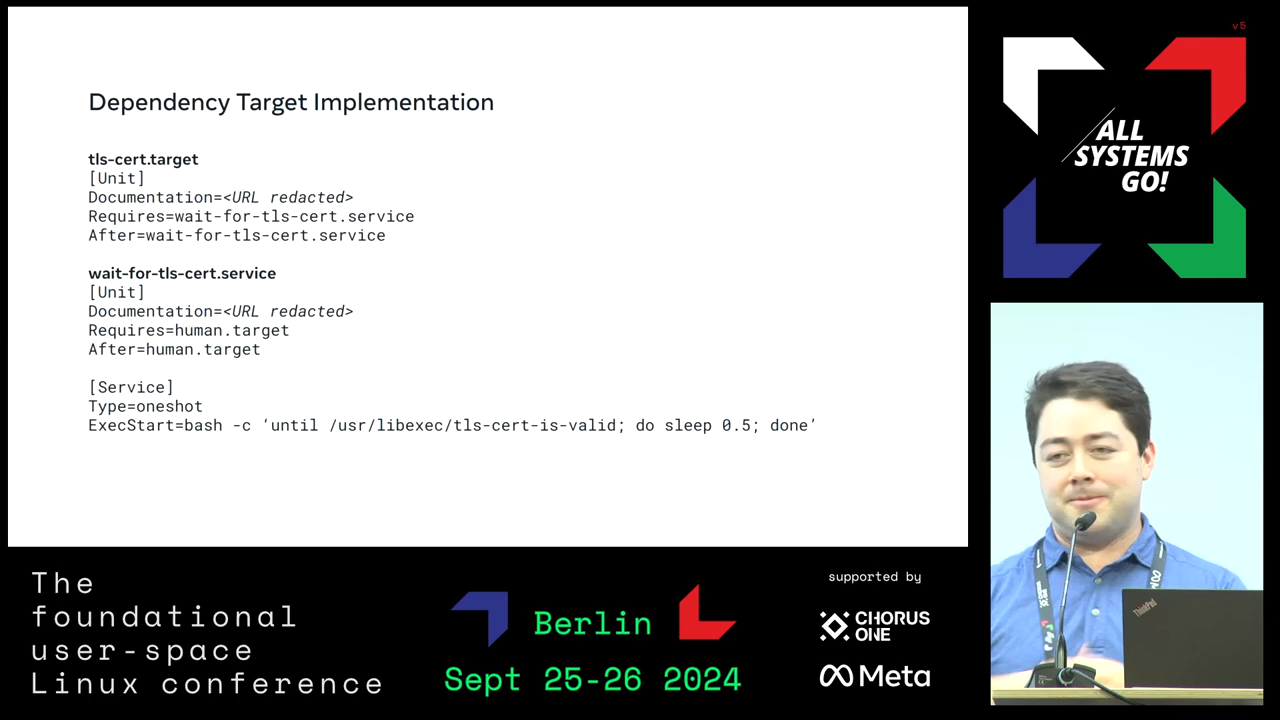 Dependency Target Implementation
tls-cert.target
[Unit]
Documentation=<URL redacted>
Requires=wait-for-tls-cert.service
After=wait-for-tls-cert.service
wait-for-tls-cert.service
[Unit]
Documentation=<URL redacted>
Requires=human.target
After=human.target
[Service]
Type=oneshot
ExecStart=bash -c ‘until /usr/libexec/tls-cert-is-valid; do sleep 0.5; done’
v5
ALL
SYSTEMS
GO!
ThinkPad
The
foundational
user-space
Linux conference
Berlin
Sept 25-26 2024
supported by
CHORUS
ONE
Meta